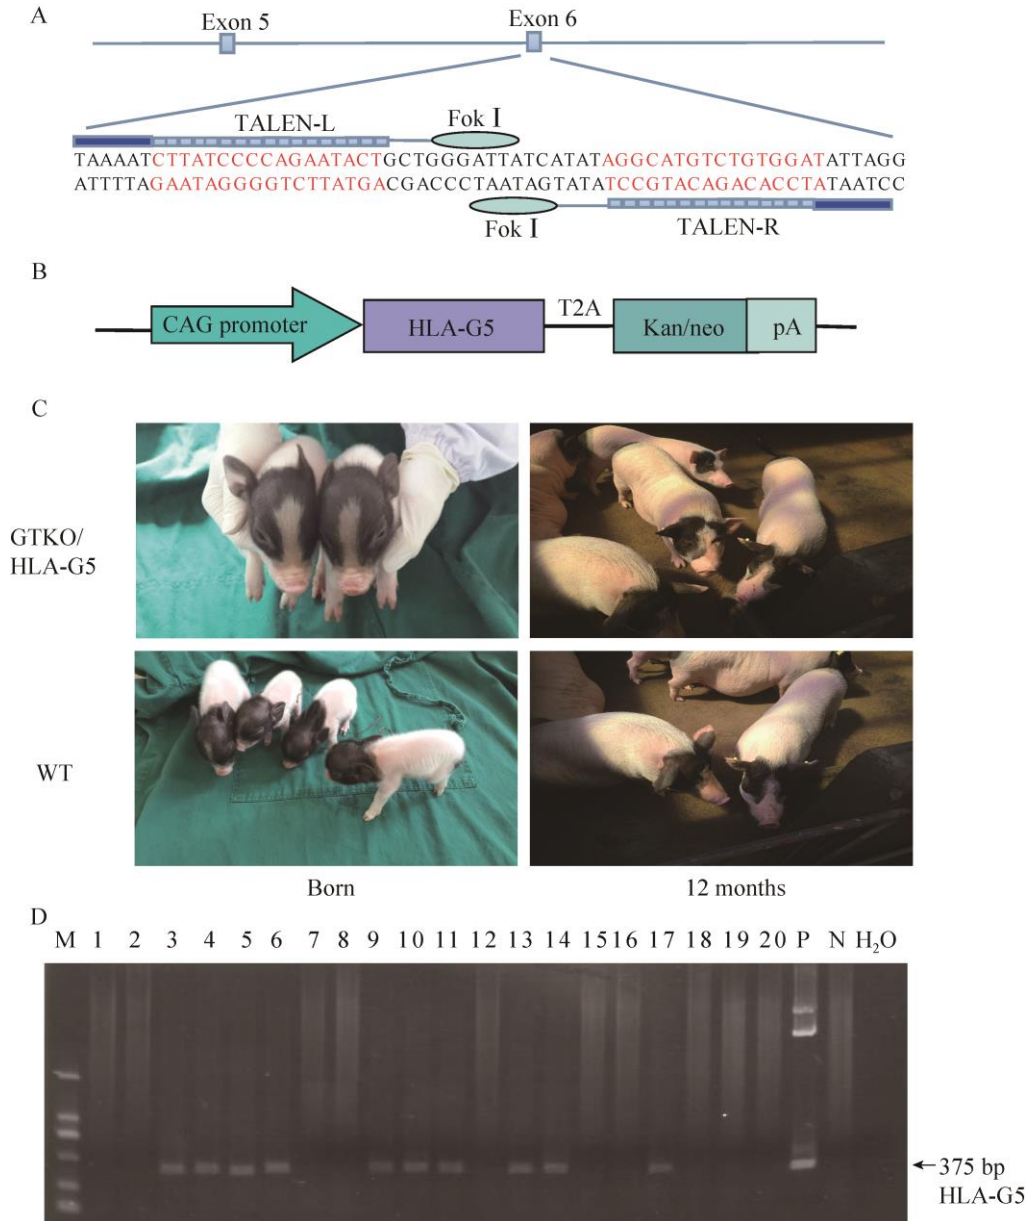 A
Exon 5
Exon 6
TALEN-L
Fok I
TAAAATCTTATCCCCAGAATACTGCTGGGATTATCATATAGGCATGTCTGTGGATATTAGG
ATTTTAGAATAGGGGTCTTATGACGACCCTAATAGTATATCCGTACAGACACCTATAATCC
Fok I
TALEN-R
B
CAG promoter
HLA-G5
T2A
Kan/neo
pA
C
GTKO/
HLA-G5
WT
Born
12 months
D
M 1 2 3 4 5 6 7 8 9 10 11 12 13 14 15 16 17 18 19 20 P N H₂O
375 bp
HLA-G5